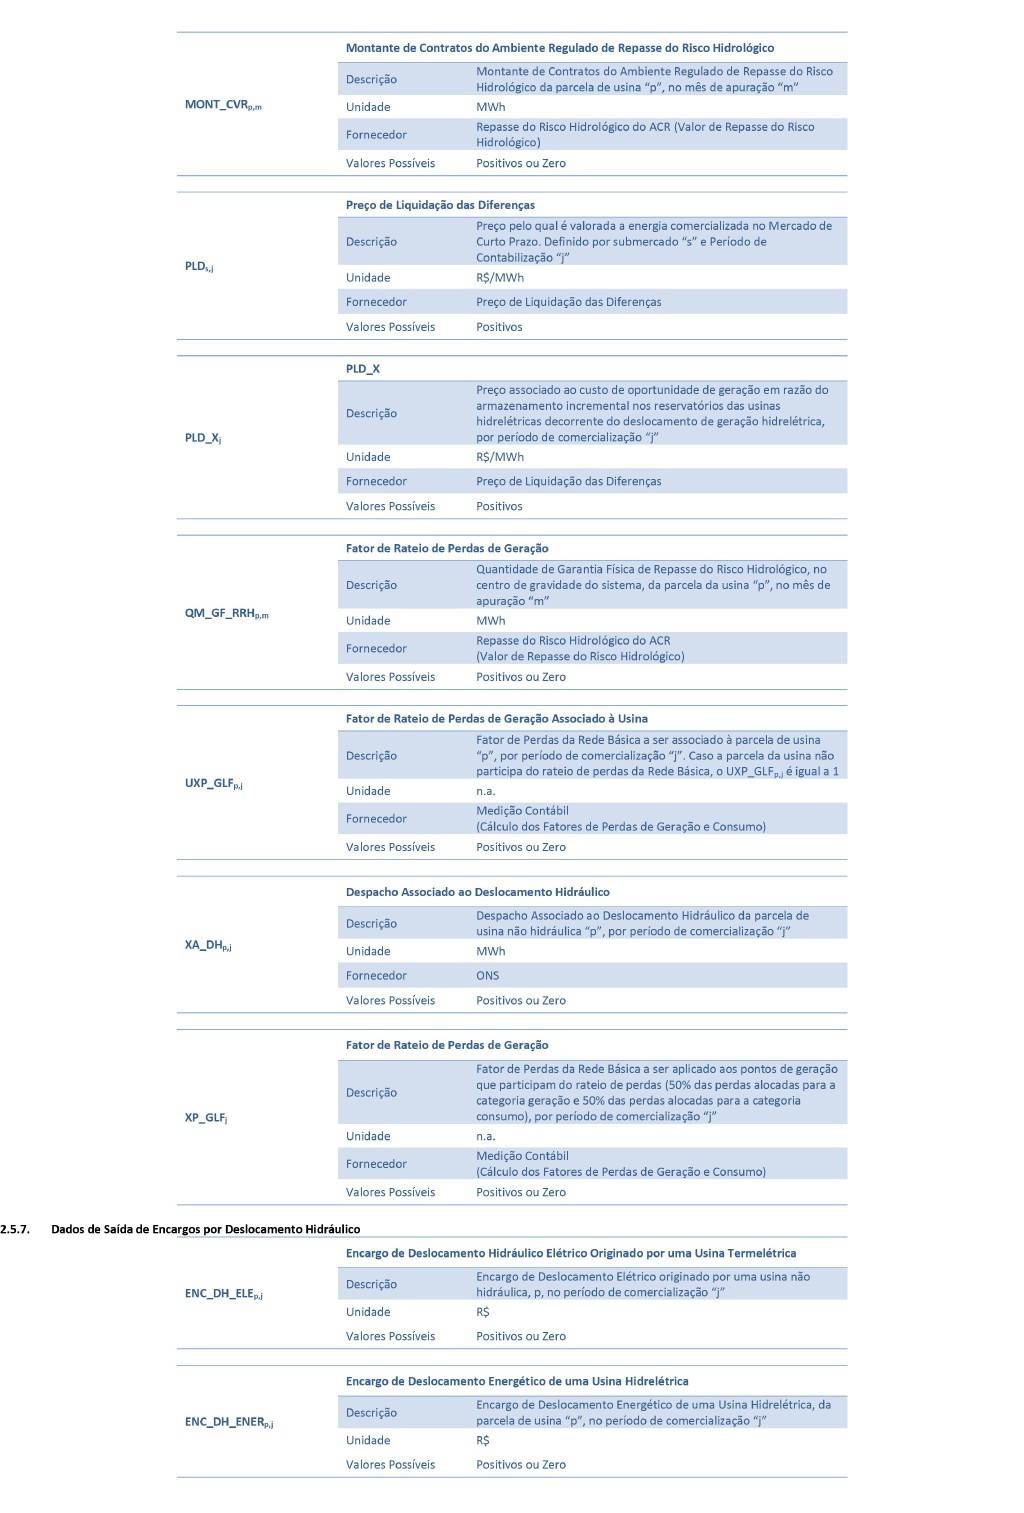 Montante de Contratos do Ambiente Regulado de Repasse do Risco Hidrológico
MONT_CVRp,m
Descrição
Montante de Contratos do Ambiente Regulado de Repasse do Risco
Hidrológico da parcela de usina “p”, no mês de apuração “m”
Unidade
MWh
Fornecedor
Repasse do Risco Hidrológico do ACR (Valor de Repasse do Risco
Hidrológico)
Valores Possíveis
Positivos ou Zero
Preço de Liquidação das Diferenças
PLDs,j
Descrição
Preço pelo qual é valorada a energia comercializada no Mercado de
Curto Prazo. Definido por submercado “s” e Período de
Contabilização “j”
Unidade
R$/MWh
Fornecedor
Preço de Liquidação das Diferenças
Valores Possíveis
Positivos
PLD_X
PLD_Xj
Descrição
Preço associado ao custo de oportunidade de geração em razão do
armazenamento incremental nos reservatórios das usinas
hidrelétricas decorrente do deslocamento de geração hidrelétrica,
por período de comercialização “j”
Unidade
R$/MWh
Fornecedor
Preço de Liquidação das Diferenças
Valores Possíveis
Positivos
Fator de Rateio de Perdas de Geração
QM_GF_RRHp,m
Descrição
Quantidade de Garantia Física de Repasse do Risco Hidrológico, no
centro de gravidade do sistema, da parcela da usina “p”, no mês de
apuração “m”
Unidade
MWh
Fornecedor
Repasse do Risco Hidrológico do ACR
(Valor de Repasse do Risco Hidrológico)
Valores Possíveis
Positivos ou Zero
Fator de Rateio de Perdas de Geração Associado à Usina
UXP_GLFp,j
Descrição
Fator de Perdas da Rede Básica a ser associado à parcela de usina
“p”, por período de comercialização “j”. Caso a parcela da usina não
participa do rateio de perdas da Rede Básica, o UXP_GLFp,j é igual a 1
Unidade
n.a.
Fornecedor
Medição Contábil
(Cálculo dos Fatores de Perdas de Geração e Consumo)
Valores Possíveis
Positivos ou Zero
Despacho Associado ao Deslocamento Hidráulico
XA_DHp,j
Descrição
Despacho Associado ao Deslocamento Hidráulico da parcela de
usina não hidráulica “p”, por período de comercialização “j”
Unidade
MWh
Fornecedor
ONS
Valores Possíveis
Positivos ou Zero
Fator de Rateio de Perdas de Geração
XP_GLFj
Descrição
Fator de Perdas da Rede Básica a ser aplicado aos pontos de geração
que participam do rateio de perdas (50% das perdas alocadas para a
categoria geração e 50% das perdas alocadas para a categoria
consumo), por período de comercialização “j”
Unidade
n.a.
Fornecedor
Medição Contábil
(Cálculo dos Fatores de Perdas de Geração e Consumo)
Valores Possíveis
Positivos ou Zero
2.5.7. Dados de Saída de Encargos por Deslocamento Hidráulico
Encargo de Deslocamento Hidráulico Elétrico Originado por uma Usina Termelétrica
ENC_DH_ELEp,j
Descrição
Encargo de Deslocamento Elétrico originado por uma usina não
hidráulica, p, no período de comercialização “j”
Unidade
R$
Valores Possíveis
Positivos ou Zero
Encargo de Deslocamento Energético de uma Usina Hidrelétrica
ENC_DH_ENERp,j
Descrição
Encargo de Deslocamento Energético de uma Usina Hidrelétrica, da
parcela de usina “p”, no período de comercialização “j”
Unidade
R$
Valores Possíveis
Positivos ou Zero